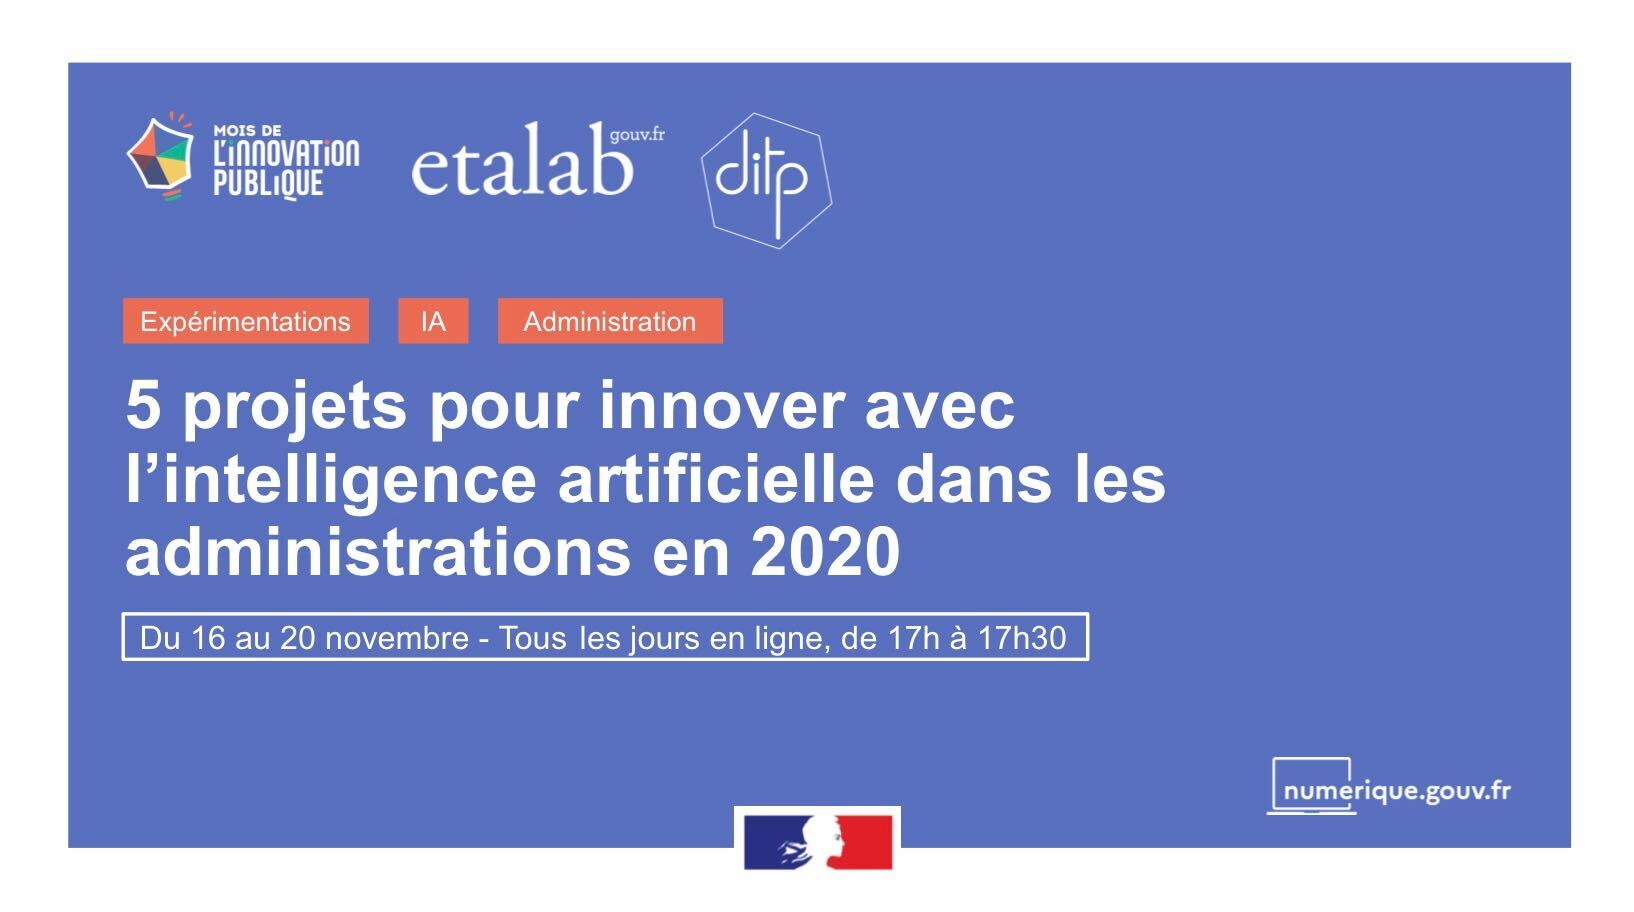 MOIS DE
L'INNOVATION
PUBLIQUE
etalab gouv.fr
ditp
Expérimentations IA Administration
5 projets pour innover avec
l’intelligence artificielle dans les
administrations en 2020
Du 16 au 20 novembre - Tous les jours en ligne, de 17h à 17h30
numerique.gouv.fr